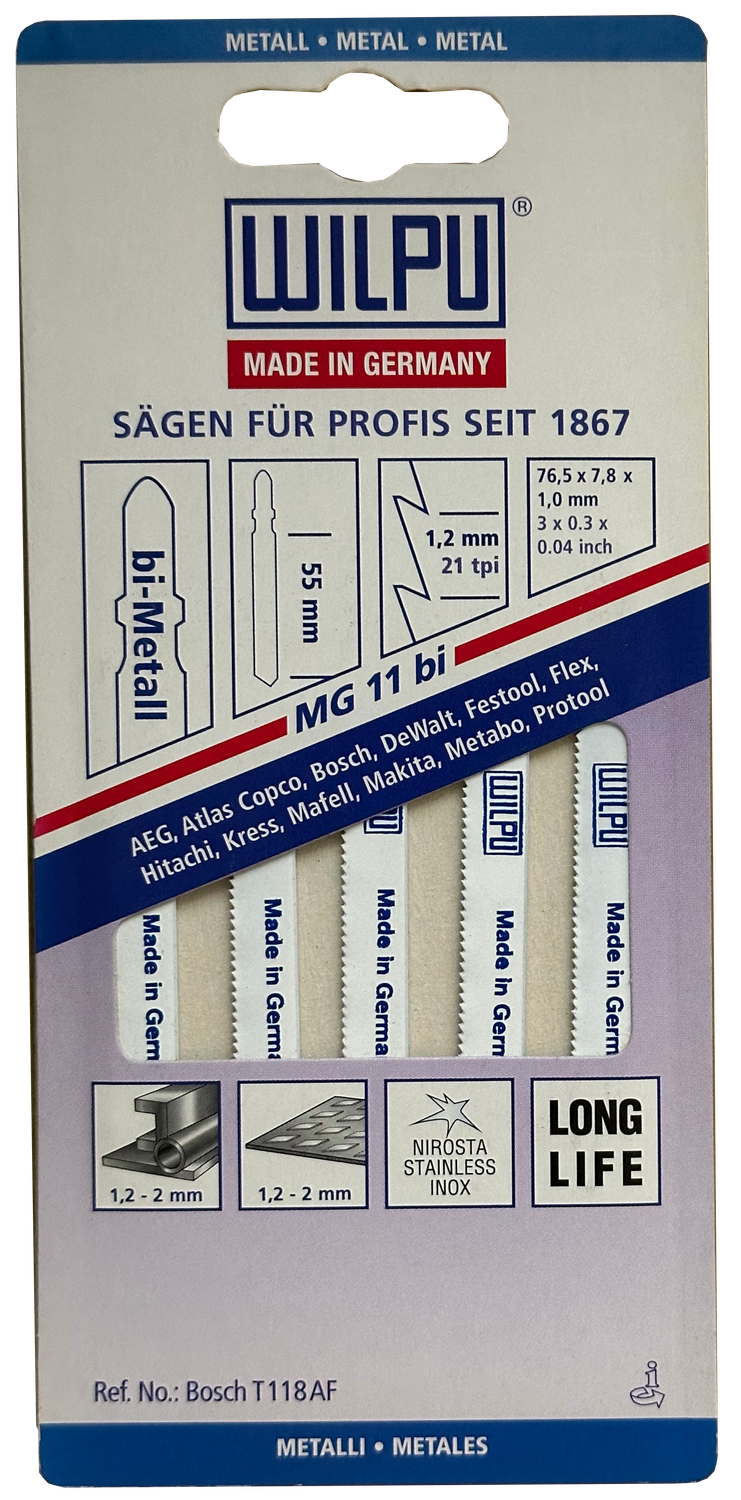 METALL • METAL • METAL
WILPU®
MADE IN GERMANY
SÄGEN FÜR PROFIS SEIT 1867
bi-Metall
55 mm
1,2 mm
21 tpi
76,5 x 7,8 x
1,0 mm
3 x 0.3 x
0.04 inch
MG 11 bi
AEG, Atlas Copco, Bosch, DeWalt, Festool, Flex,
Hitachi, Kress, Mafell, Makita, Metabo, Protool
WILPU
WILPU
Made in Germ
Made in Germa
Made in Germa
Made in Germ
Made in Germ
1,2 - 2 mm
1,2 - 2 mm
NIROSTA
STAINLESS
INOX
LONG
LIFE
Ref. No.: Bosch T118AF
i
METALLI • METALES